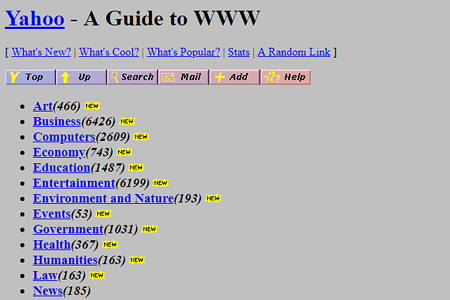 Yahoo - A Guide to WWW
[ What's New? | What's Cool? | What's Popular? | Stats | A Random Link ]
Top Up Search Mail Add Help
Art(466) NEW
Business(6426) NEW
Computers(2609) NEW
Economy(743) NEW
Education(1487) NEW
Entertainment(6199) NEW
Environment and Nature(193) NEW
Events(53) NEW
Government(1031) NEW
Health(367) NEW
Humanities(163) NEW
Law(163) NEW
News(185)